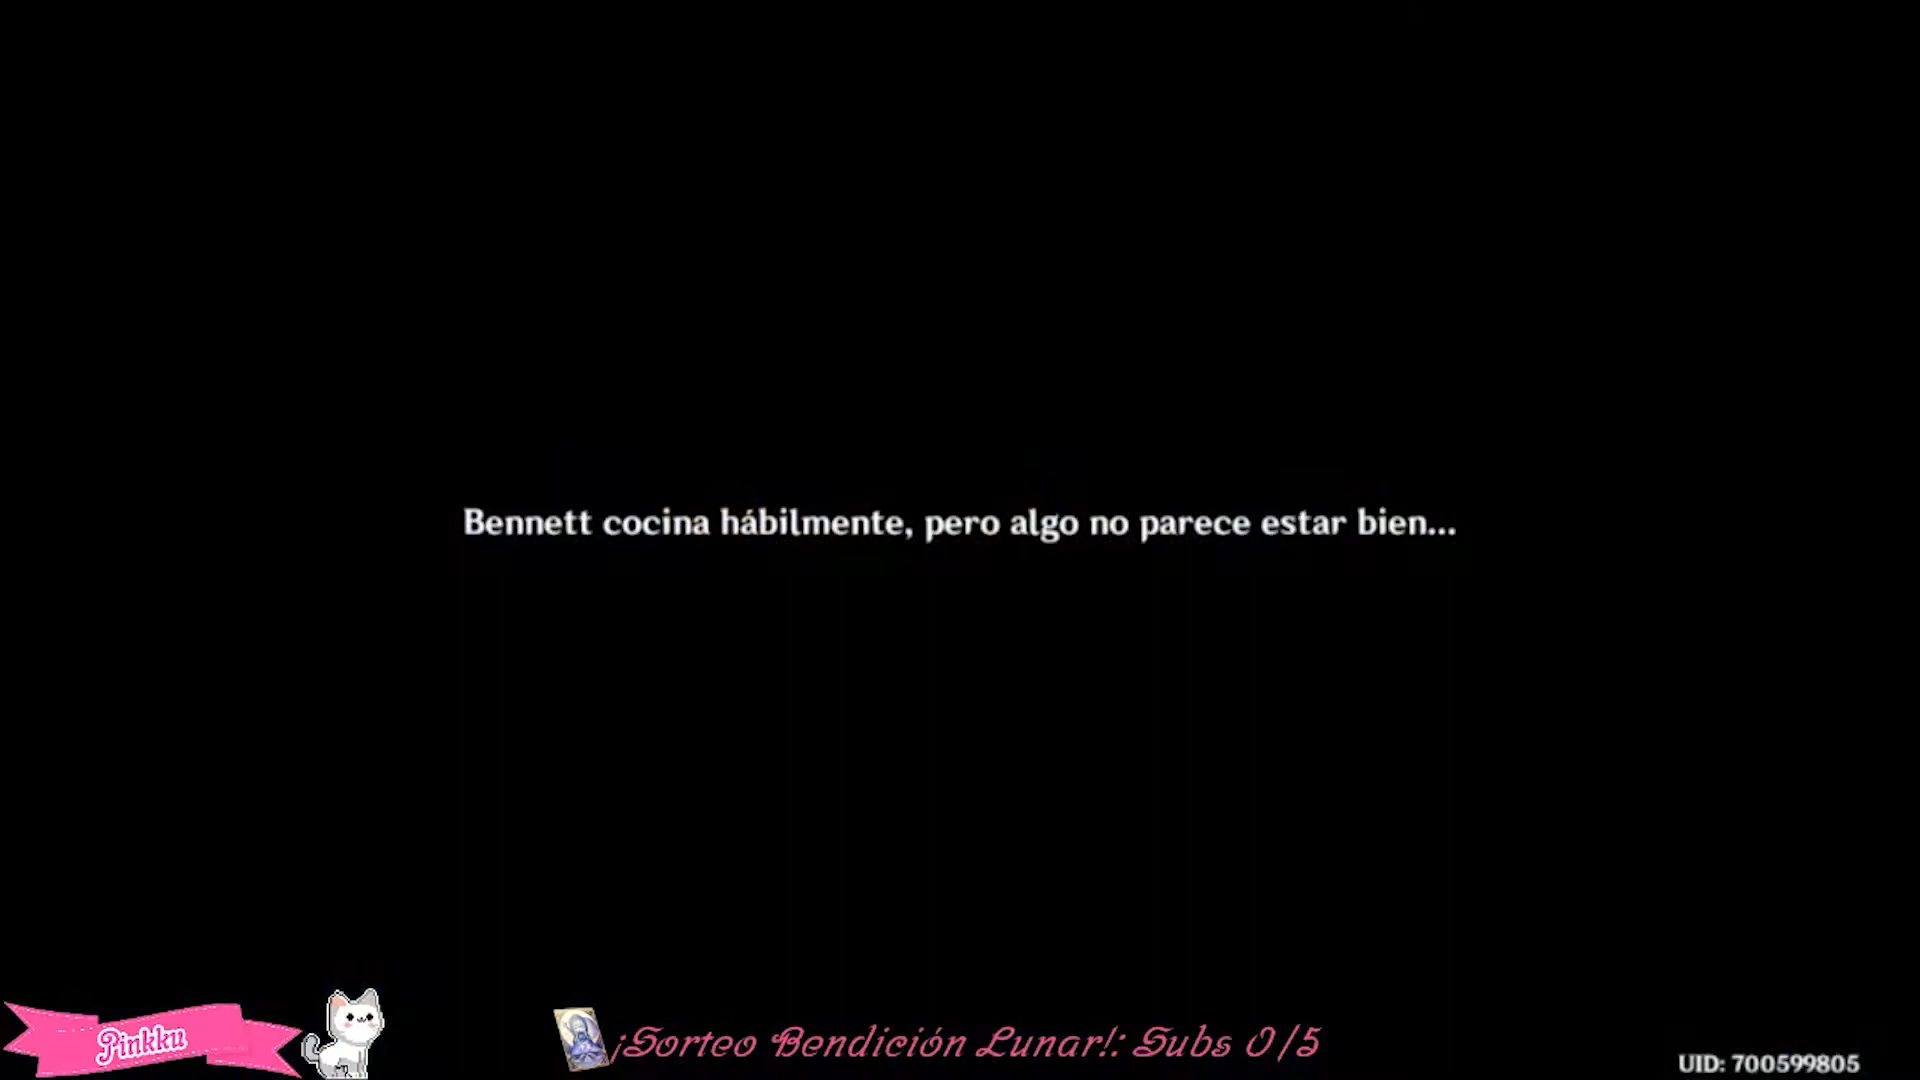 Bennett cocina hábilmente, pero algo no parece estar bien...
Pinkku
¡Sorteo Bendición Lunar!: Subs 0/5
UID: 700599805